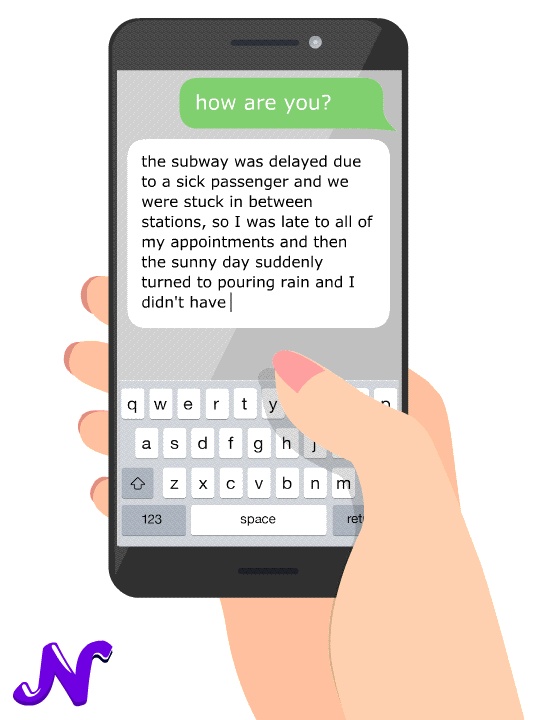 how are you?
the subway was delayed due
to a sick passenger and we
were stuck in between
stations, so I was late to all of
my appointments and then
the sunny day suddenly
turned to pouring rain and I
didn't have
q w e r t y p
a s d f g h j
z x c v b n m
123 space ret
N